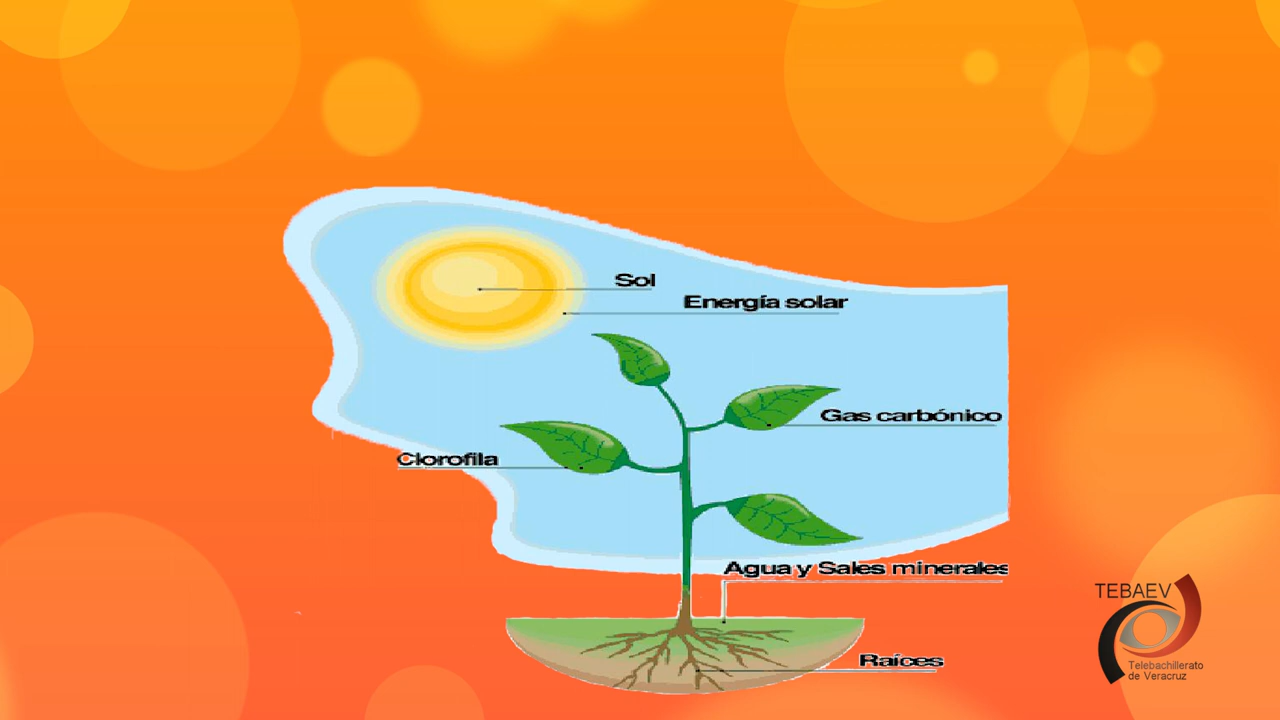 Sol
Energía solar
Gas carbónico
Clorofila
Agua y Sales minerales
Raíces
TEBAEV
Telebachillerato
de Veracruz